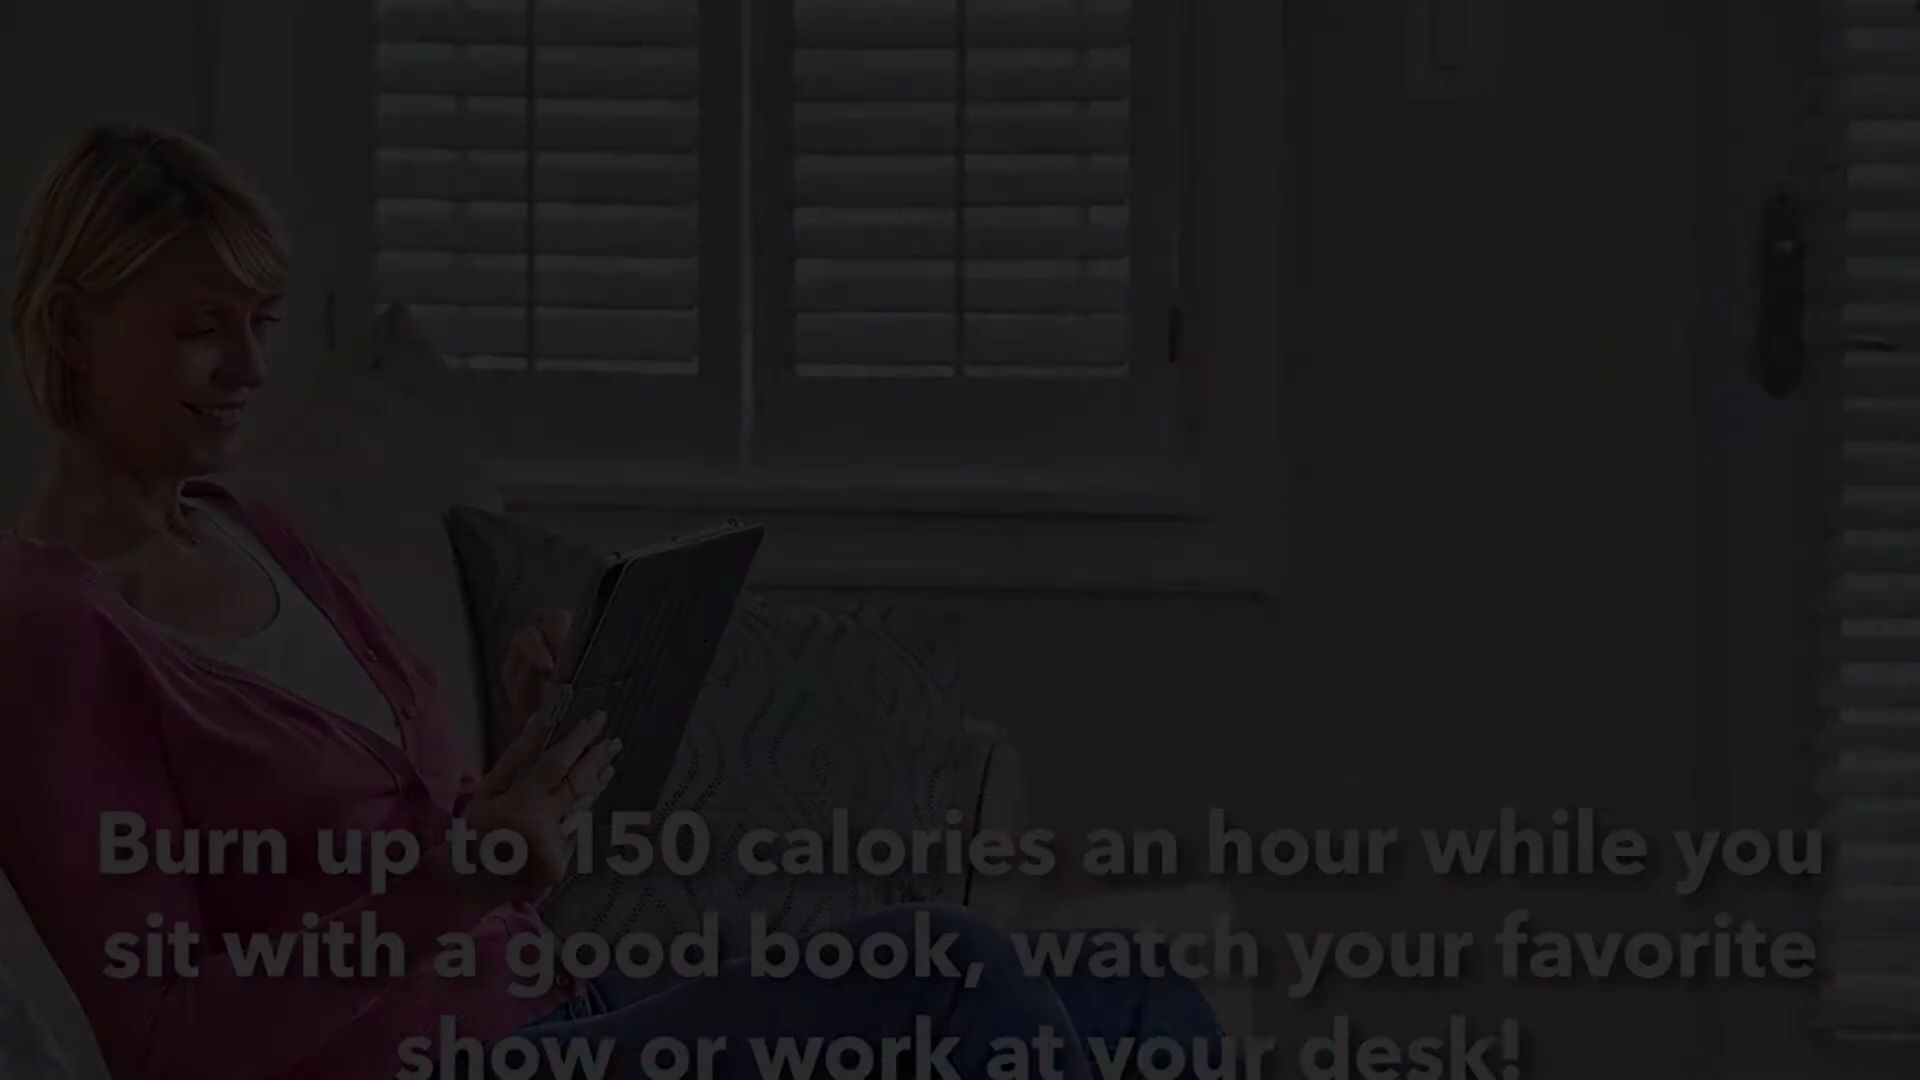 Burn up to 150 calories an hour while you
sit with a good book, watch your favorite
show or work at your desk!